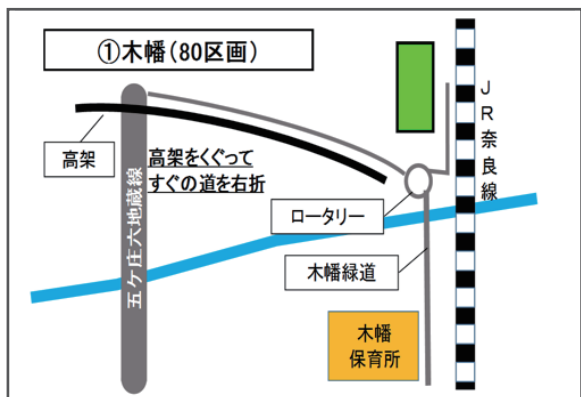 ①木幡(80区画)
高架
高架をくぐって
すぐの道を右折
五ケ庄六地蔵線
JR奈良線
ロータリー
木幡緑道
木幡
保育所